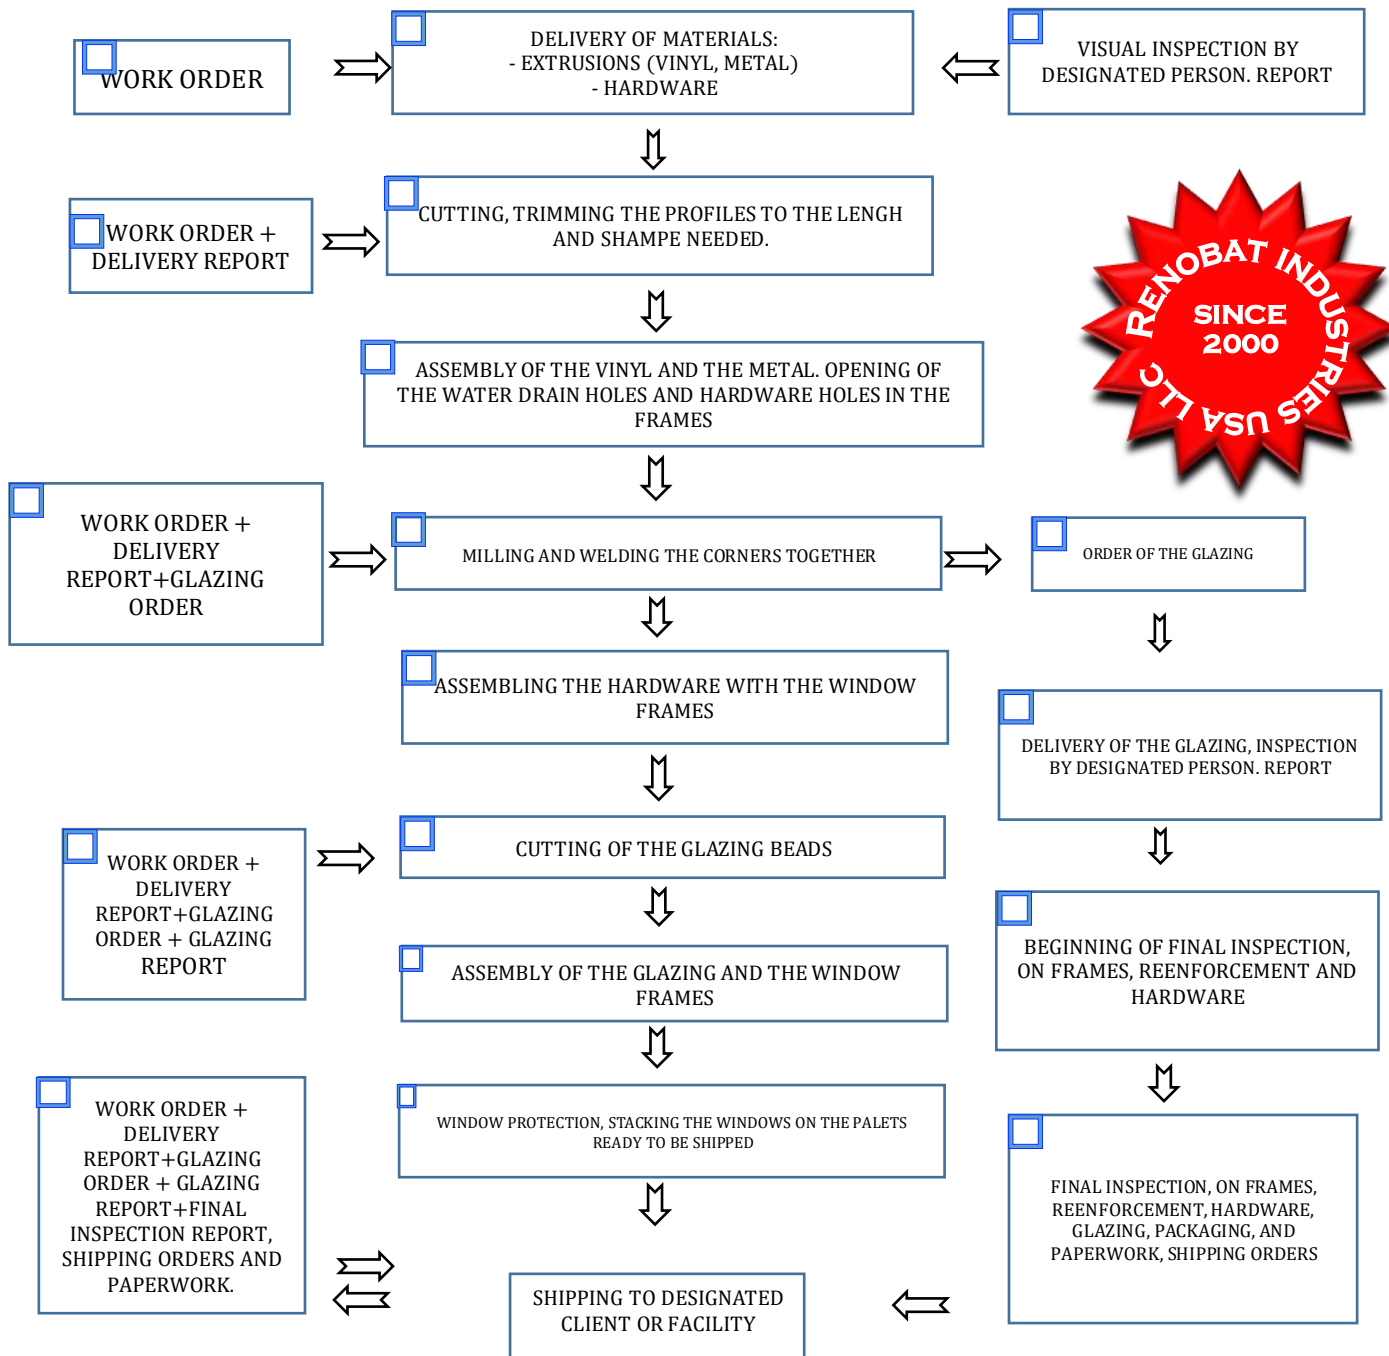 WORK ORDER
DELIVERY OF MATERIALS:
- EXTRUSIONS (VINYL, METAL)
- HARDWARE
VISUAL INSPECTION BY
DESIGNATED PERSON. REPORT
WORK ORDER +
DELIVERY REPORT
CUTTING, TRIMMING THE PROFILES TO THE LENGH
AND SHAMPE NEEDED.
RENOBAT INDUSTRIES USA LLC
SINCE
2000
ASSEMBLY OF THE VINYL AND THE METAL. OPENING OF
THE WATER DRAIN HOLES AND HARDWARE HOLES IN THE
FRAMES
WORK ORDER +
DELIVERY
REPORT+GLAZING
ORDER
MILLING AND WELDING THE CORNERS TOGETHER
ORDER OF THE GLAZING
ASSEMBLING THE HARDWARE WITH THE WINDOW
FRAMES
DELIVERY OF THE GLAZING, INSPECTION
BY DESIGNATED PERSON. REPORT
WORK ORDER +
DELIVERY
REPORT+GLAZING
ORDER + GLAZING
REPORT
CUTTING OF THE GLAZING BEADS
BEGINNING OF FINAL INSPECTION,
ON FRAMES, REENFORCEMENT AND
HARDWARE
ASSEMBLY OF THE GLAZING AND THE WINDOW
FRAMES
WORK ORDER +
DELIVERY
REPORT+GLAZING
ORDER + GLAZING
REPORT+FINAL
INSPECTION REPORT,
SHIPPING ORDERS AND
PAPERWORK.
WINDOW PROTECTION, STACKING THE WINDOWS ON THE PALETS
READY TO BE SHIPPED
FINAL INSPECTION, ON FRAMES,
REENFORCEMENT, HARDWARE,
GLAZING, PACKAGING, AND
PAPERWORK, SHIPPING ORDERS
SHIPPING TO DESIGNATED
CLIENT OR FACILITY